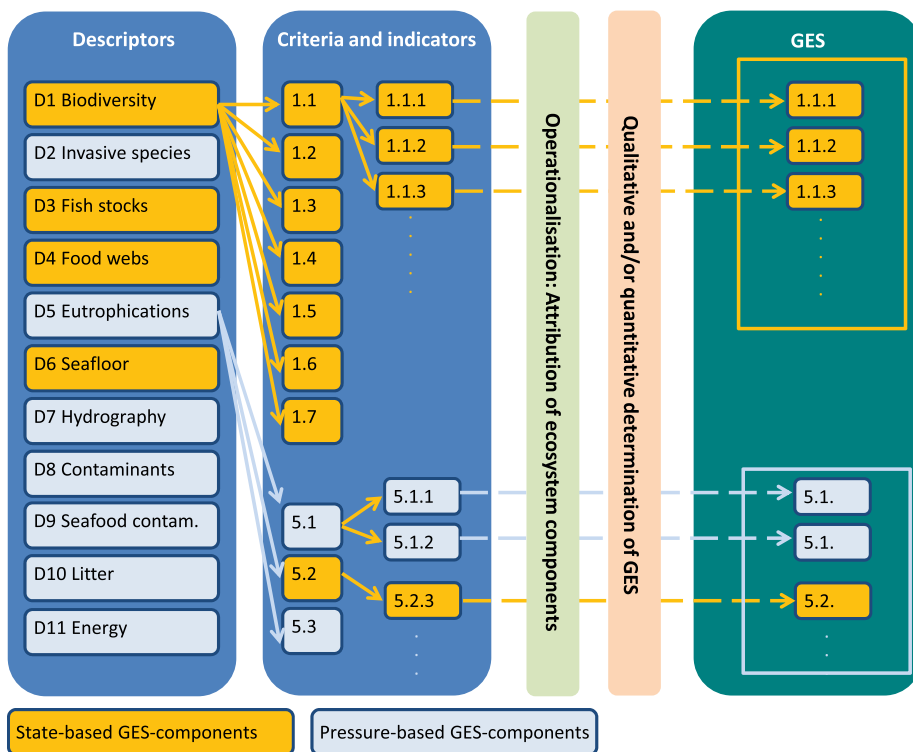 Descriptors
D1 Biodiversity
D2 Invasive species
D3 Fish stocks
D4 Food webs
D5 Eutrophications
D6 Seafloor
D7 Hydrography
D8 Contaminants
D9 Seafood contam.
D10 Litter
D11 Energy
Criteria and indicators
1.1
1.2
1.3
1.4
1.5
1.6
1.7
5.1
5.2
5.3
1.1.1
1.1.2
1.1.3
5.1.1
5.1.2
5.2.3
Operationalisation: Attribution of ecosystem components
Qualitative and/or quantitative determination of GES
GES
1.1.1
1.1.2
1.1.3
5.1.
5.1.
5.2.
State-based GES-components
Pressure-based GES-components